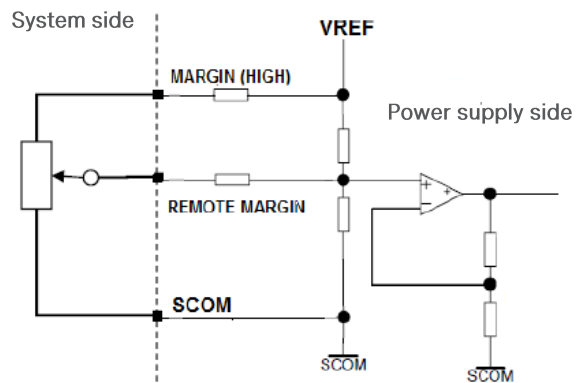 System side
VREF
MARGIN (HIGH)
Power supply side
REMOTE MARGIN
SCOM
SCOM
SCOM